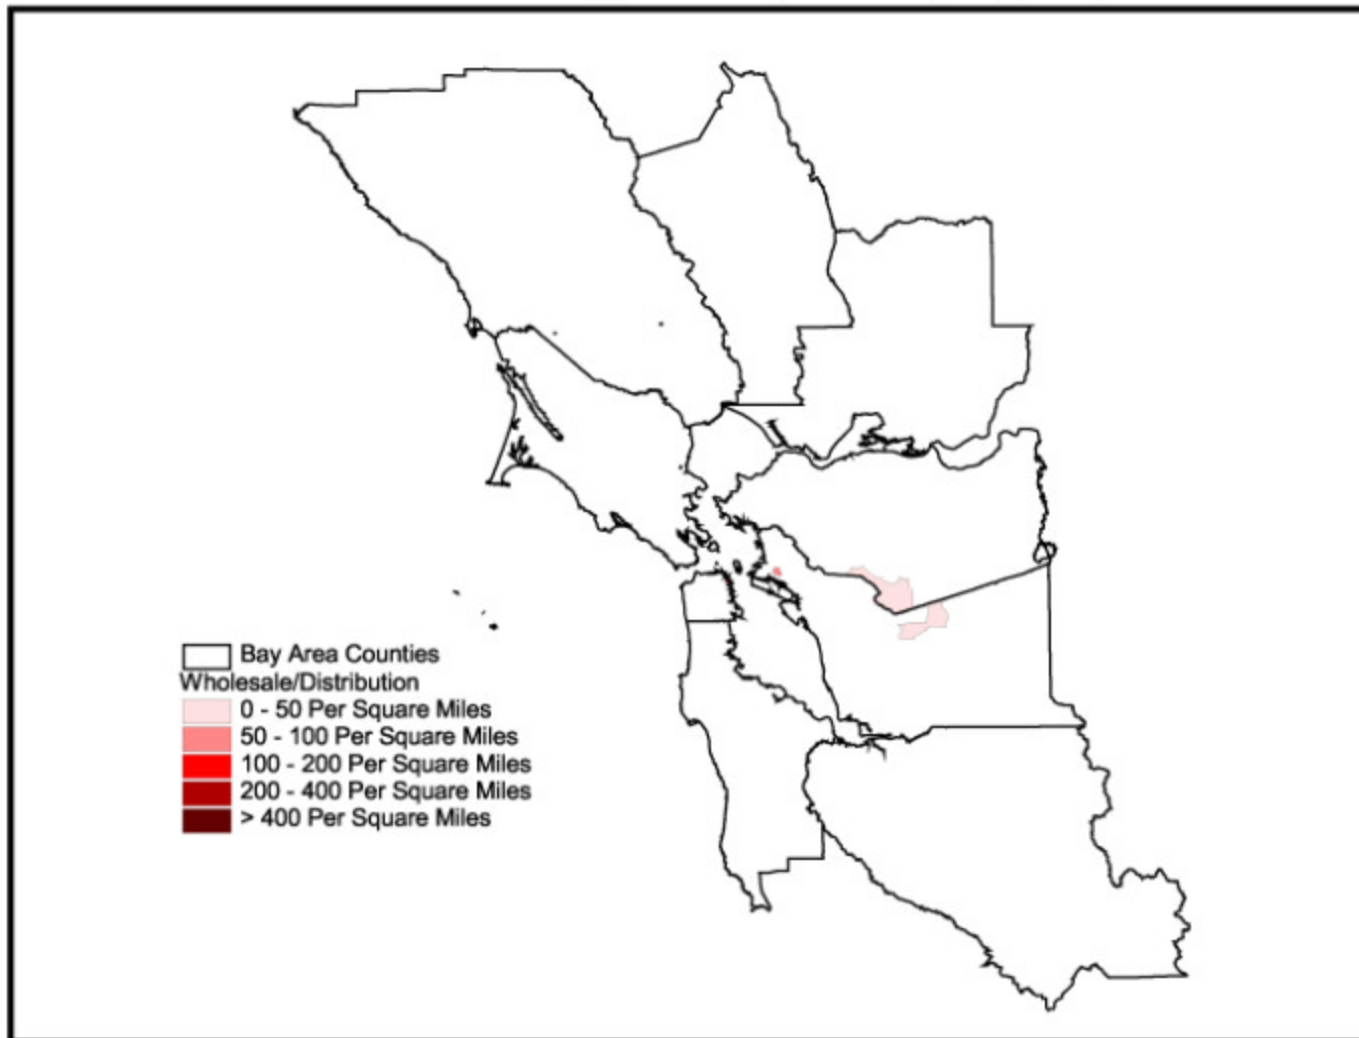 Bay Area Counties
Wholesale/Distribution
0 - 50 Per Square Miles
50 - 100 Per Square Miles
100 - 200 Per Square Miles
200 - 400 Per Square Miles
> 400 Per Square Miles